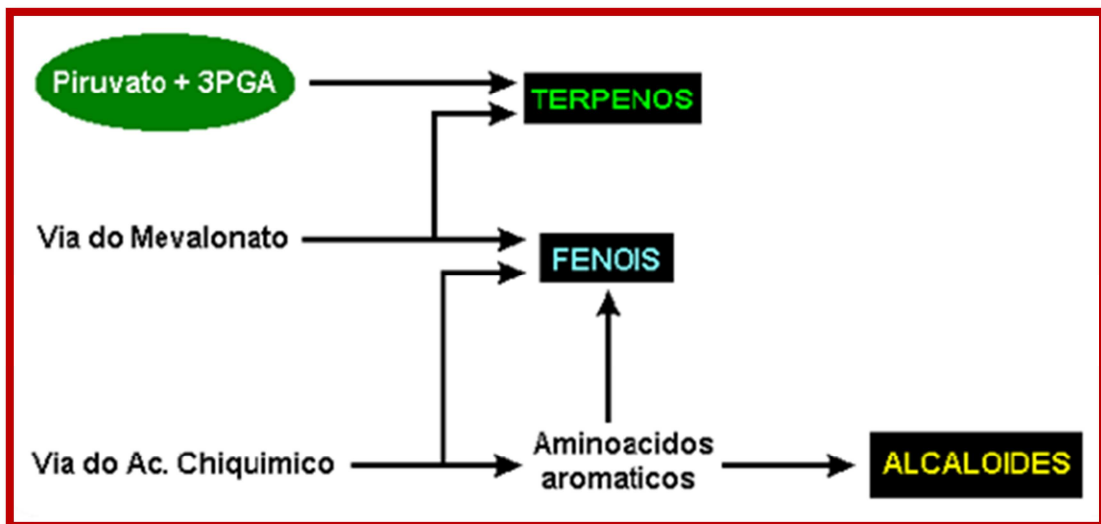 Piruvato + 3PGA
TERPENOS
Via do Mevalonato
FENOIS
Via do Ac. Chiquimico
Aminoacidos
aromaticos
ALCALOIDES